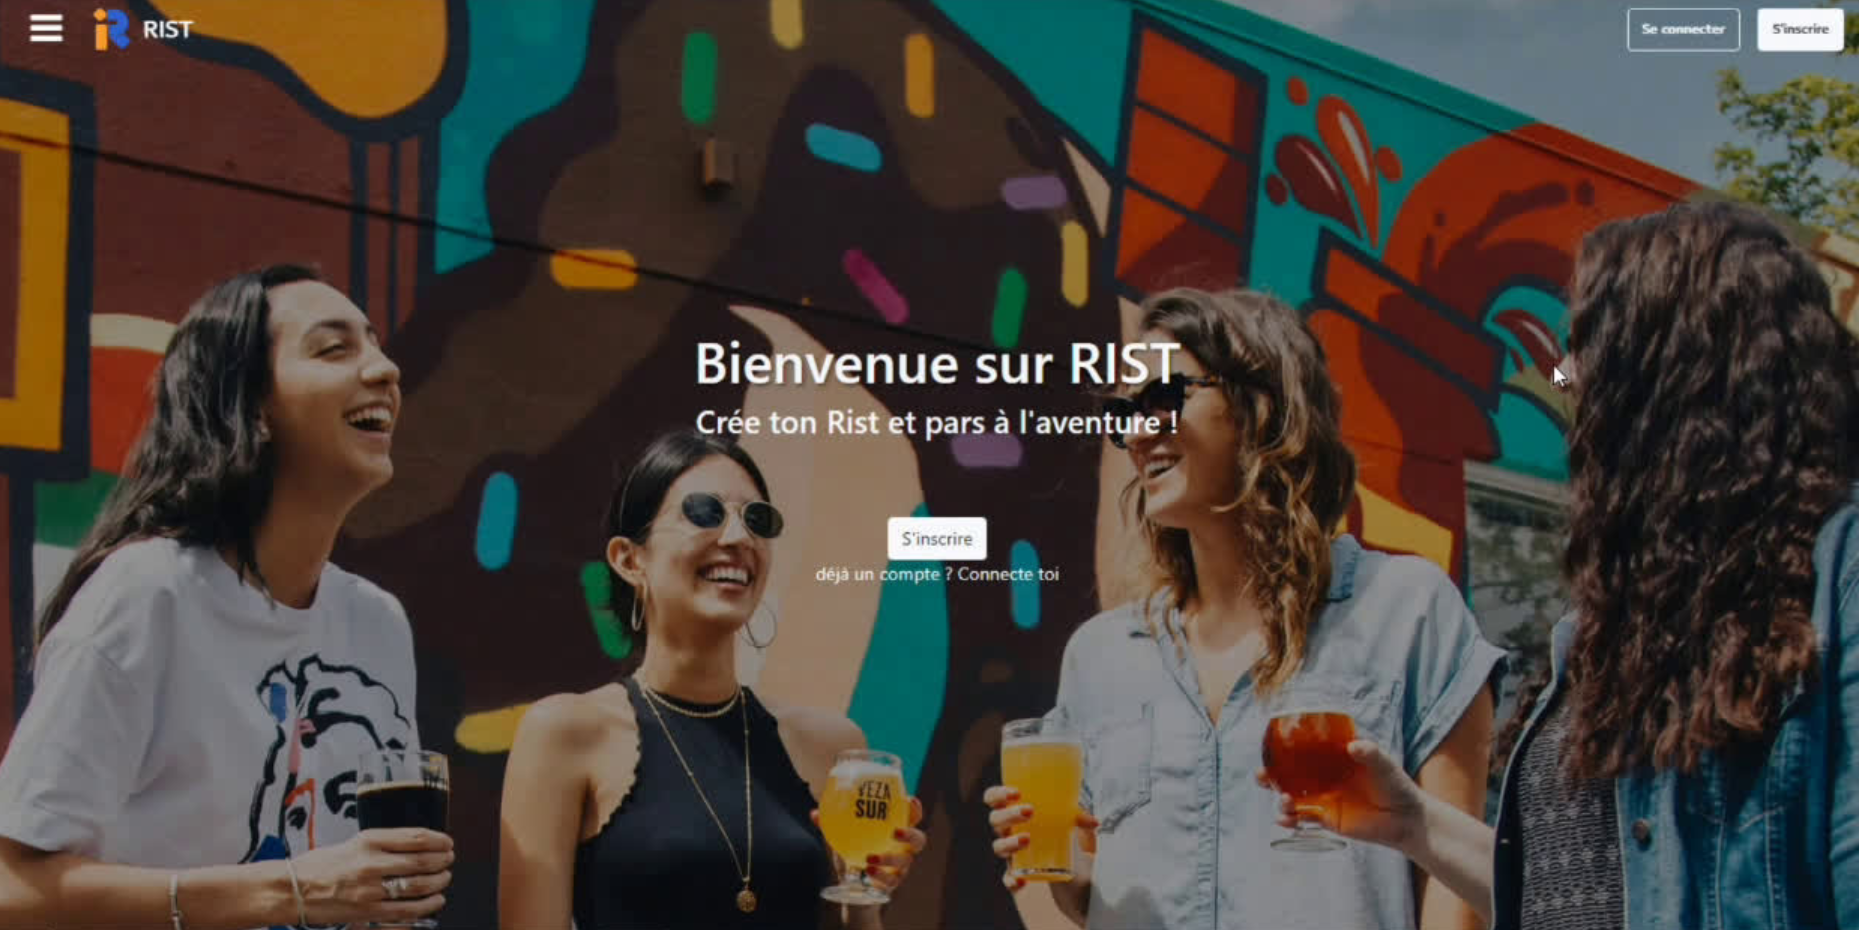 RIST
Se connecter
S'inscrire
Bienvenue sur RIST
Crée ton Rist et pars à l'aventure !
S'inscrire
déjà un compte ? Connecte toi
VEZA
SUR